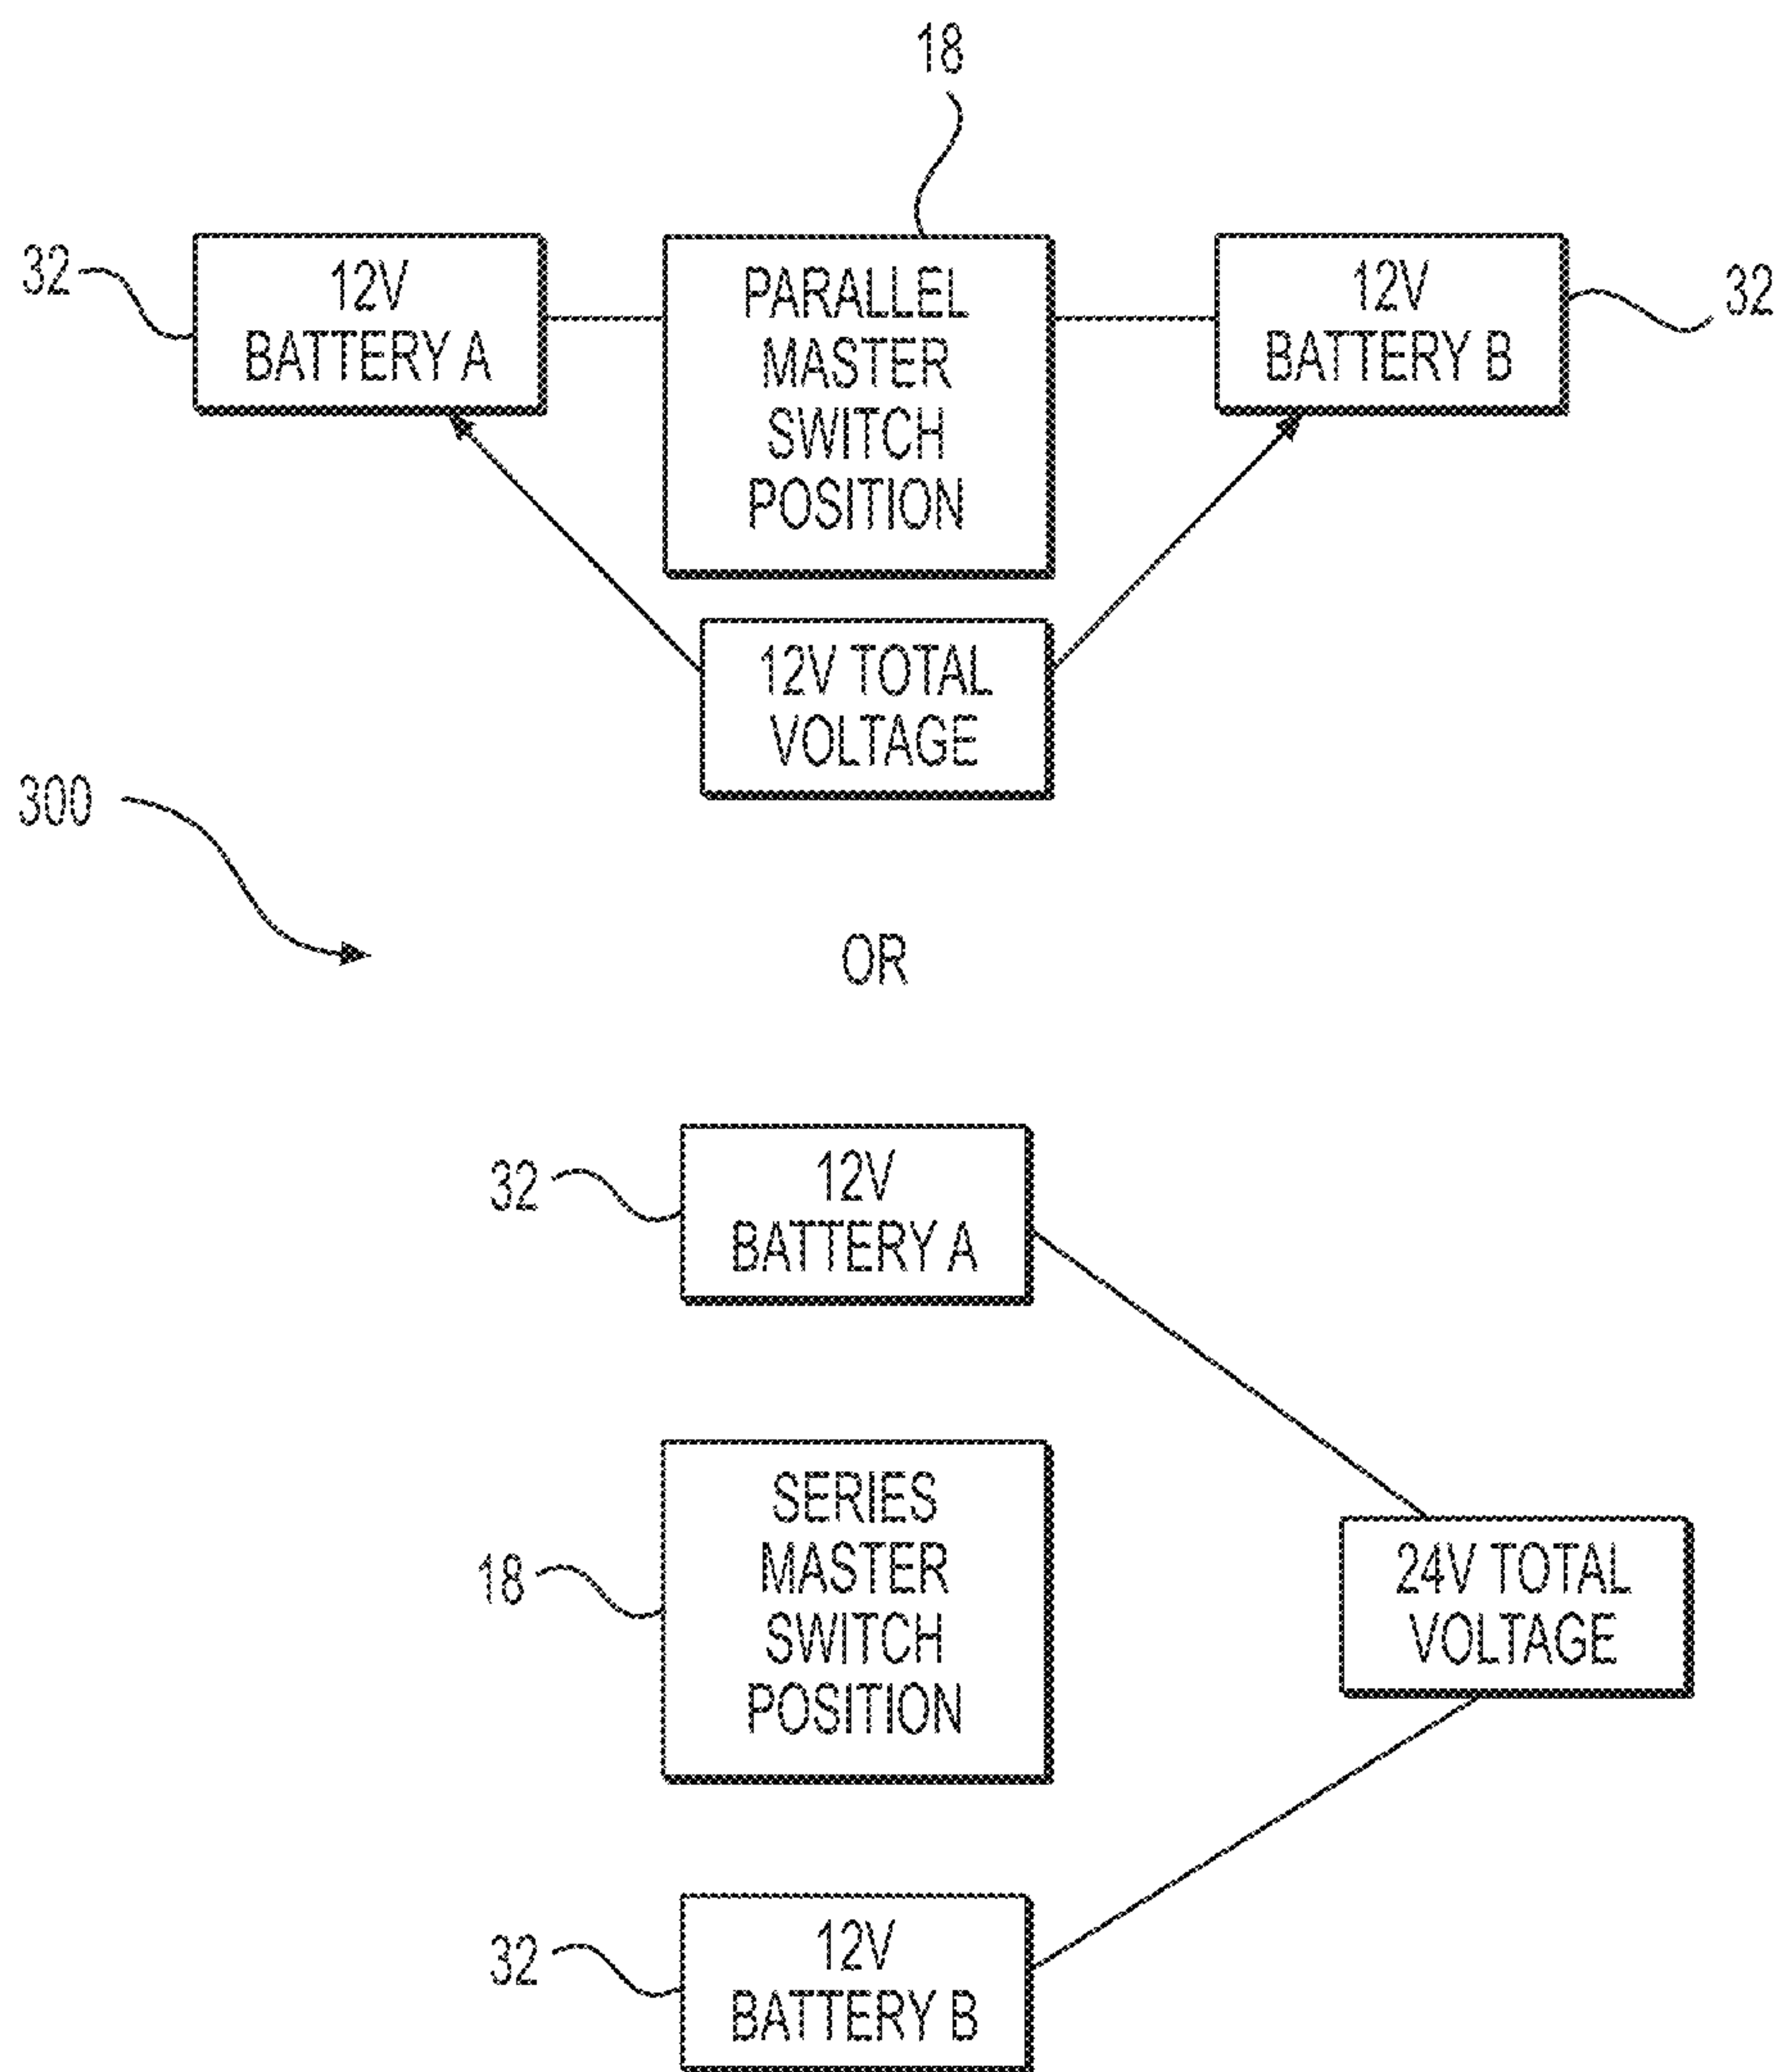 18
32
12V
BATTERY A
PARALLEL
MASTER
SWITCH
POSITION
12V
BATTERY B
32
12V TOTAL
VOLTAGE
300
OR
32
12V
BATTERY A
18
SERIES
MASTER
SWITCH
POSITION
24V TOTAL
VOLTAGE
32
12V
BATTERY B